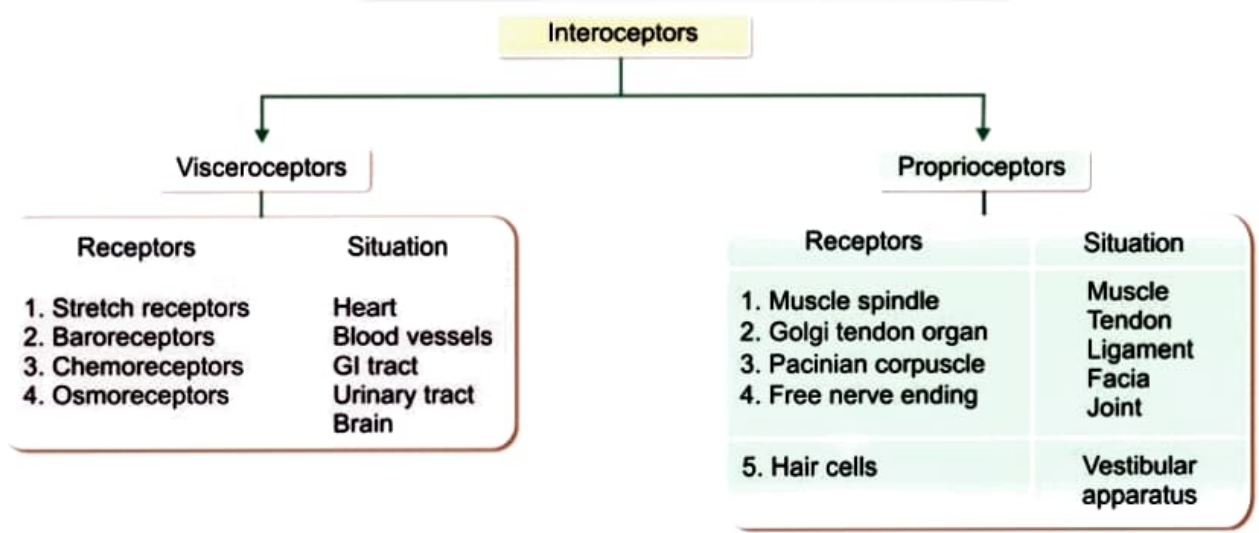 Interoceptors
Visceroceptors
Receptors Situation
1. Stretch receptors Heart
2. Baroreceptors Blood vessels
3. Chemoreceptors GI tract
4. Osmoreceptors Urinary tract
Brain
Proprioceptors
Receptors Situation
1. Muscle spindle Muscle
2. Golgi tendon organ Tendon
3. Pacinian corpuscle Ligament
4. Free nerve ending Facia
Joint
5. Hair cells Vestibular
apparatus